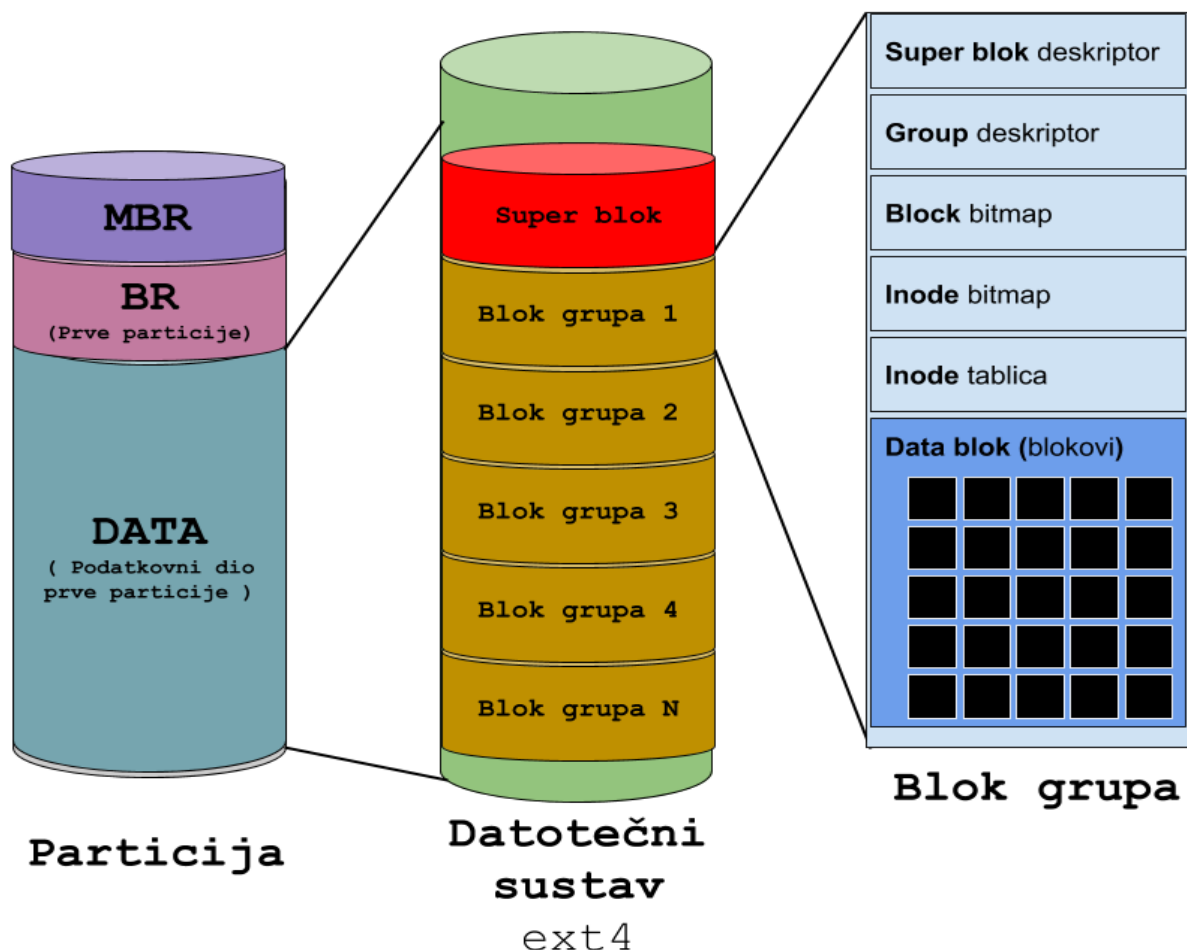 MBR
BR
(Prve particije)
DATA
( Podatkovni dio
prve particije )
Particija
Super blok
Blok grupa 1
Blok grupa 2
Blok grupa 3
Blok grupa 4
Blok grupa N
Datotečni
sustav
ext4
Super blok deskriptor
Group deskriptor
Block bitmap
Inode bitmap
Inode tablica
Data blok (blokovi)
Blok grupa